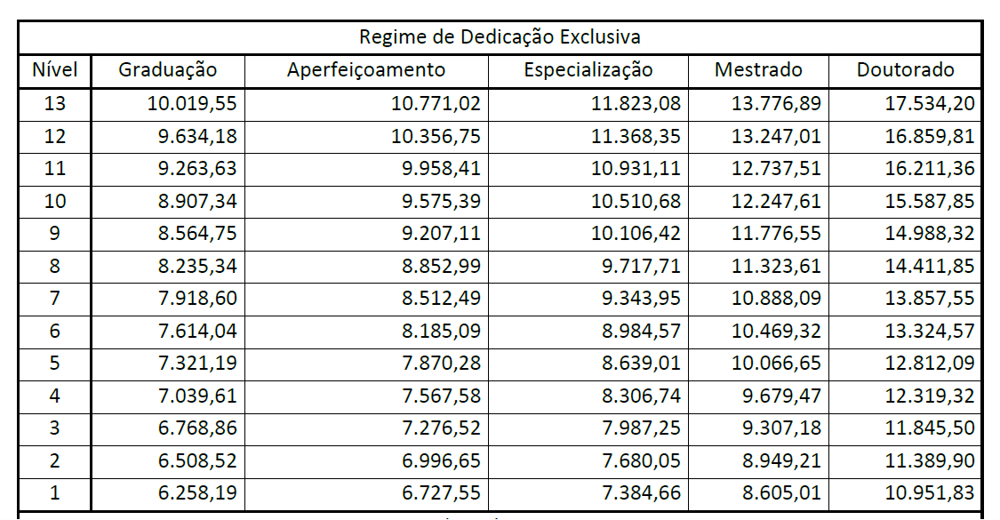 Regime de Dedicação Exclusiva
Nível Graduação Aperfeiçoamento Especialização Mestrado Doutorado
13 10.019,55 10.771,02 11.823,08 13.776,89 17.534,20
12 9.634,18 10.356,75 11.368,35 13.247,01 16.859,81
11 9.263,63 9.958,41 10.931,11 12.737,51 16.211,36
10 8.907,34 9.575,39 10.510,68 12.247,61 15.587,85
9 8.564,75 9.207,11 10.106,42 11.776,55 14.988,32
8 8.235,34 8.852,99 9.717,71 11.323,61 14.411,85
7 7.918,60 8.512,49 9.343,95 10.888,09 13.857,55
6 7.614,04 8.185,09 8.984,57 10.469,32 13.324,57
5 7.321,19 7.870,28 8.639,01 10.066,65 12.812,09
4 7.039,61 7.567,58 8.306,74 9.679,47 12.319,32
3 6.768,86 7.276,52 7.987,25 9.307,18 11.845,50
2 6.508,52 6.996,65 7.680,05 8.949,21 11.389,90
1 6.258,19 6.727,55 7.384,66 8.605,01 10.951,83